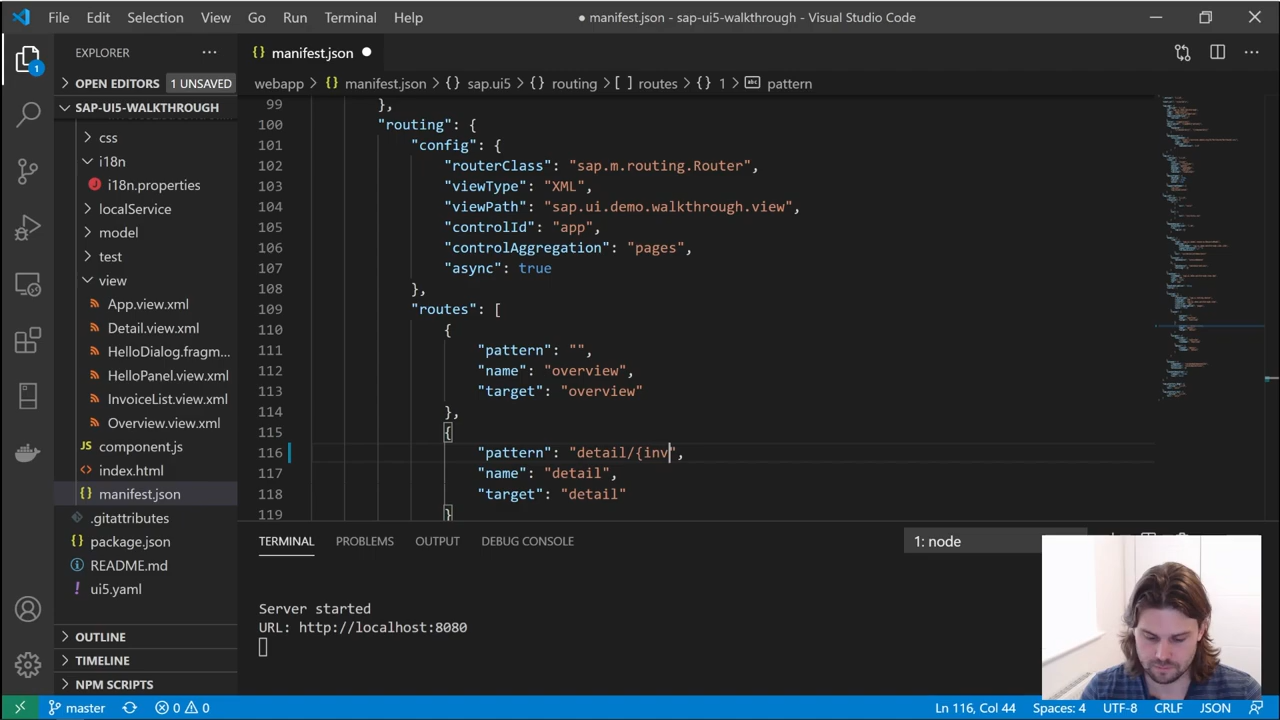 File Edit Selection View Go Run Terminal Help
● manifest.json - sap-ui5-walkthrough - Visual Studio Code
EXPLORER
1
OPEN EDITORS 1 UNSAVED
SAP-UI5-WALKTHROUGH
css
i18n
i18n.properties
localService
model
test
view
App.view.xml
Detail.view.xml
HelloDialog.fragm...
HelloPanel.view.xml
InvoiceList.view.xml
Overview.view.xml
component.js
index.html
manifest.json
.gitattributes
package.json
README.md
ui5.yaml
OUTLINE
TIMELINE
NPM SCRIPTS
{} manifest.json ●
webapp > {} manifest.json > {} sap.ui5 > {} routing > [ ] routes > {} 1 > abc pattern
99 },
100 "routing": {
101 "config": {
102 "routerClass": "sap.m.routing.Router",
103 "viewType": "XML",
104 "viewPath": "sap.ui.demo.walkthrough.view",
105 "controlId": "app",
106 "controlAggregation": "pages",
107 "async": true
108 },
109 "routes": [
110 {
111 "pattern": "",
112 "name": "overview",
113 "target": "overview"
114 },
115 {
116 "pattern": "detail/{inv",
117 "name": "detail",
118 "target": "detail"
119 }
TERMINAL PROBLEMS OUTPUT DEBUG CONSOLE
1: node
Server started
URL: http://localhost:8080
master 0 0
Ln 116, Col 44 Spaces: 4 UTF-8 CRLF JSON